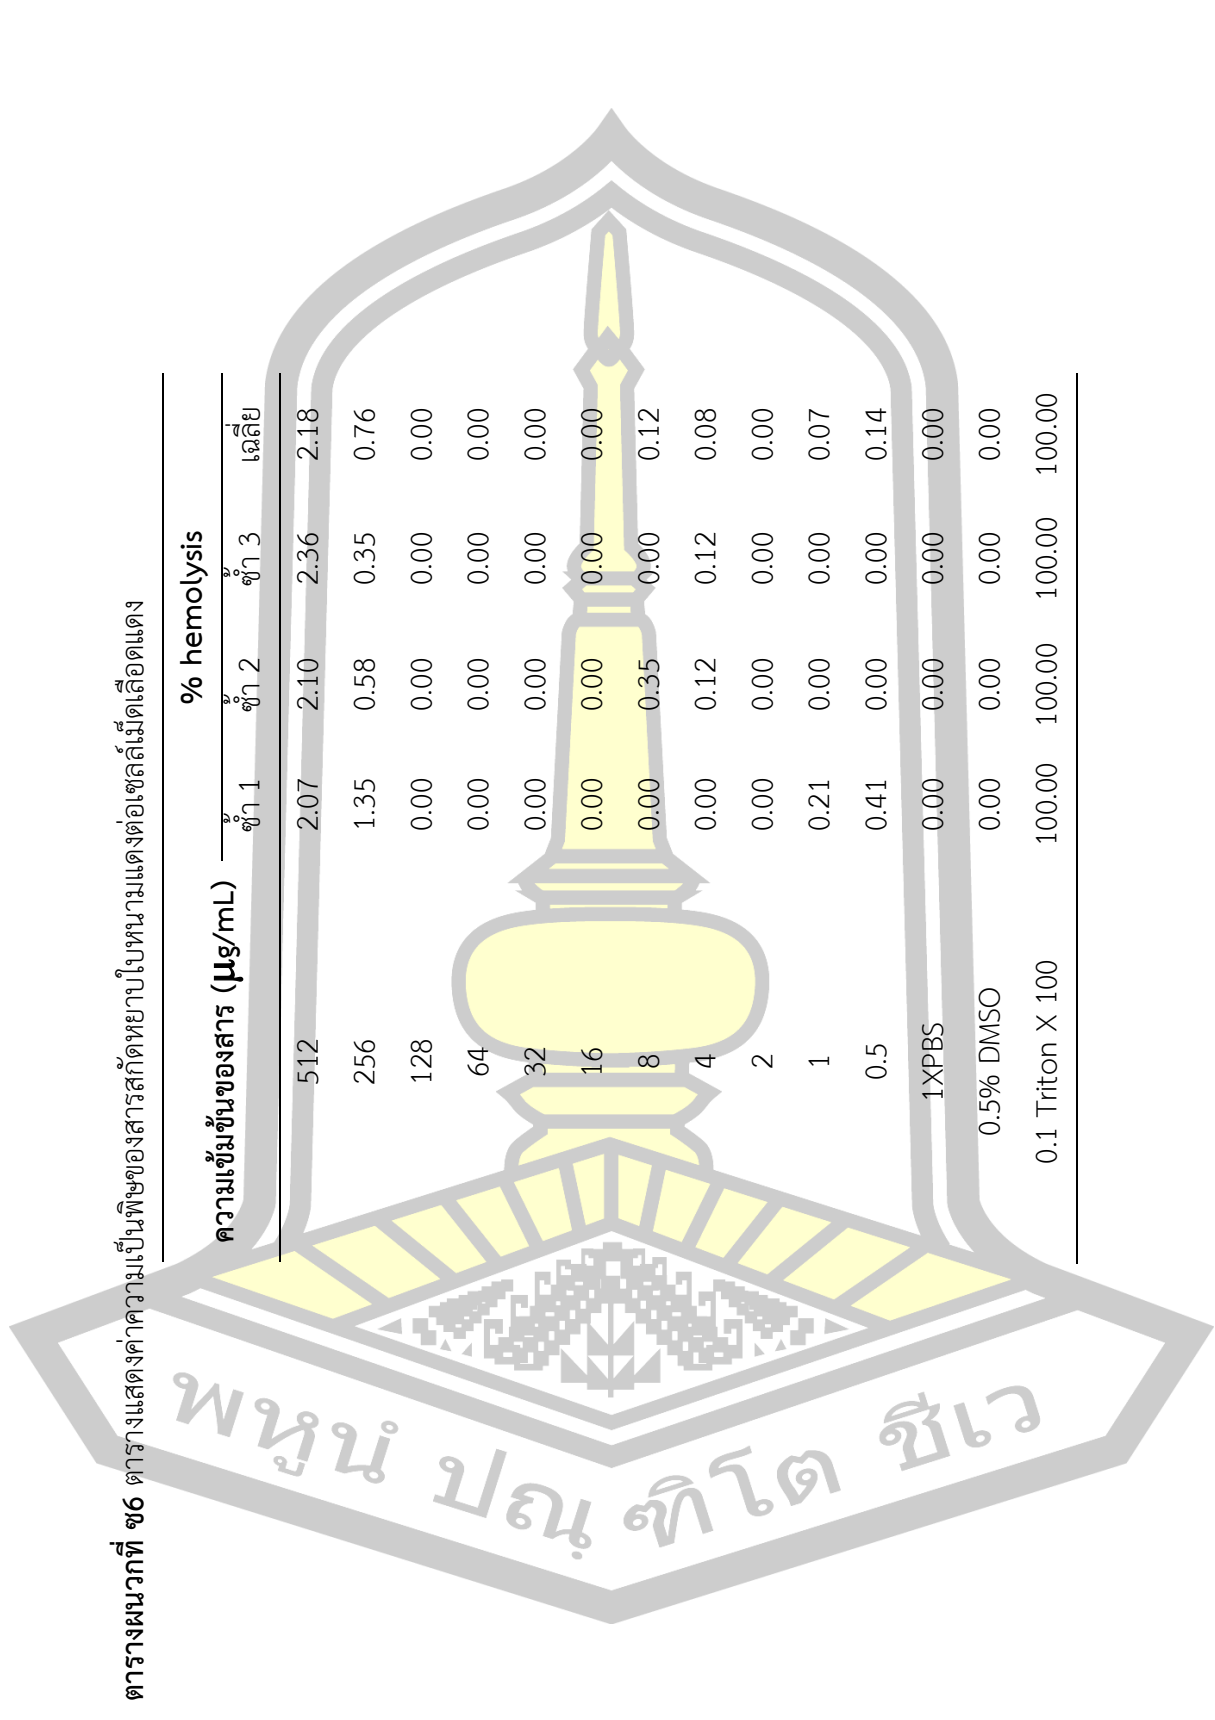 ตารางผนวกที่ ซ6 ตารางแสดงค่าความเป็นพิษของสารสกัดหยาบใบหนามแดงต่อเซลล์เม็ดเลือดแดง
% hemolysis
ความเข้มข้นของสาร (µg/mL)
ซ้ำ 1 ซ้ำ 2 ซ้ำ 3 เฉลี่ย
512 2.07 2.10 2.36 2.18
256 1.35 0.58 0.35 0.76
128 0.00 0.00 0.00 0.00
64 0.00 0.00 0.00 0.00
32 0.00 0.00 0.00 0.00
16 0.00 0.00 0.00 0.00
8 0.00 0.35 0.00 0.12
4 0.00 0.12 0.12 0.08
2 0.00 0.00 0.00 0.00
1 0.21 0.00 0.00 0.07
0.5 0.41 0.00 0.00 0.14
1XPBS 0.00 0.00 0.00 0.00
0.5% DMSO 0.00 0.00 0.00 0.00
0.1 Triton X 100 100.00 100.00 100.00 100.00
พหูนํ ปณฺฑิโต ชีเว